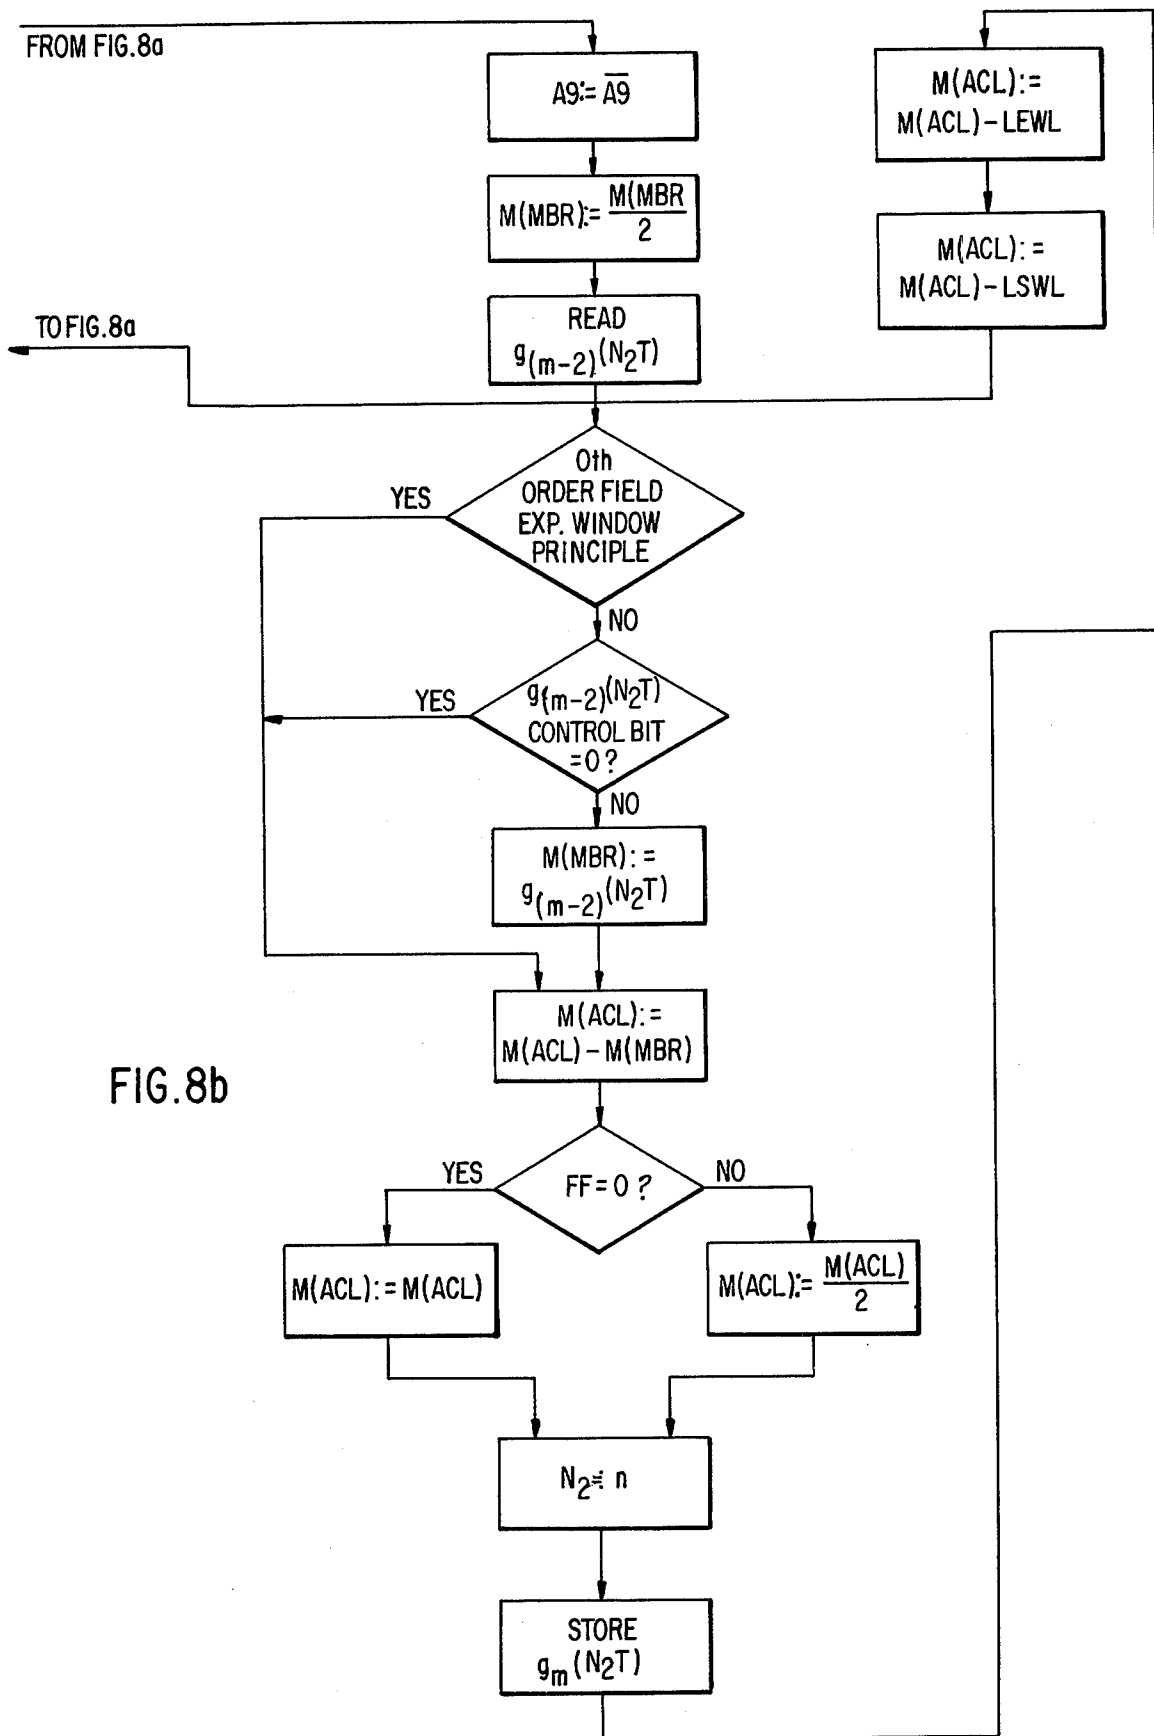 FROM FIG.8a
A9:= A̅9̅
M(MBR):= M(MBR
2
READ
g(m-2)(N2T)
M(ACL):=
M(ACL)-LEWL
M(ACL):=
M(ACL)-LSWL
TO FIG.8a
0th
ORDER FIELD
EXP. WINDOW
PRINCIPLE
YES
NO
g(m-2)(N2T)
CONTROL BIT
=0?
YES
NO
M(MBR):=
g(m-2)(N2T)
M(ACL):=
M(ACL)-M(MBR)
FIG.8b
FF=0?
YES
NO
M(ACL):=M(ACL)
M(ACL):= M(ACL)
2
N2:= n
STORE
gm(N2T)